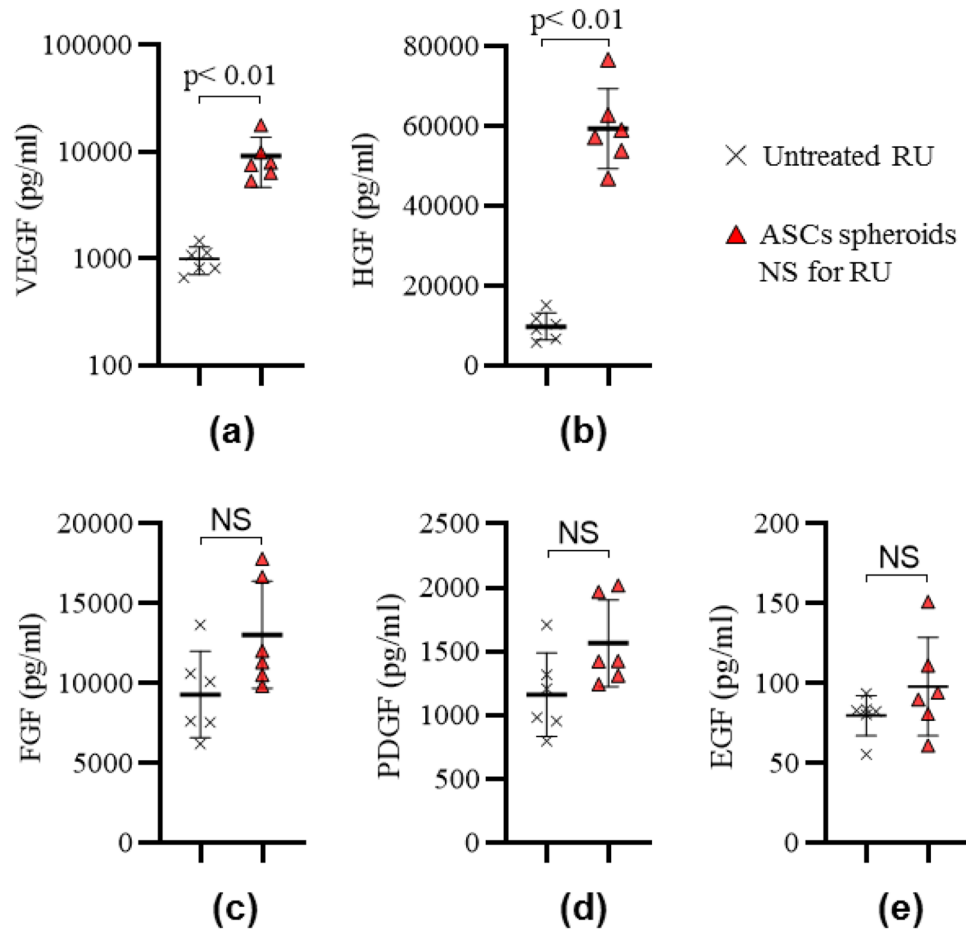 p< 0.01
VEGF (pg/ml)
100000
10000
1000
100
(a)
p< 0.01
HGF (pg/ml)
80000
60000
40000
20000
0
(b)
Untreated RU
ASCs spheroids
NS for RU
NS
FGF (pg/ml)
20000
15000
10000
5000
0
(c)
NS
PDGF (pg/ml)
2500
2000
1500
1000
500
0
(d)
NS
EGF (pg/ml)
200
150
100
50
0
(e)